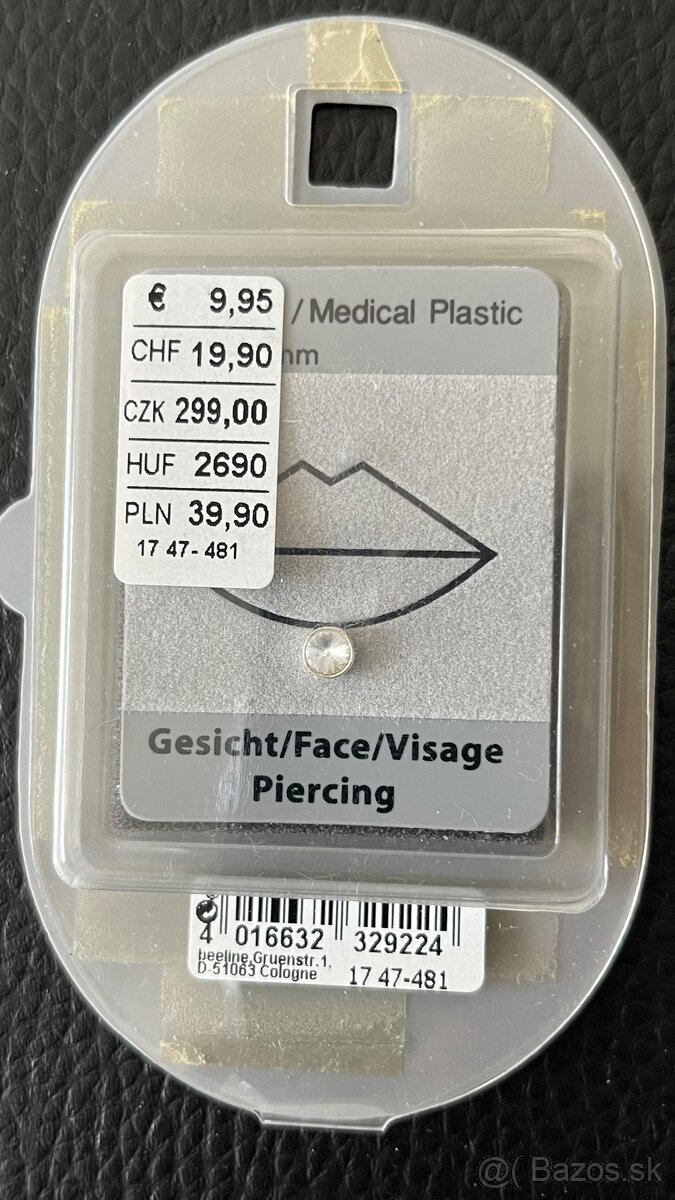 € 9,95
/ Medical Plastic
CHF 19,90
mm
CZK 299,00
HUF 2690
PLN 39,90
17 47- 481
Gesicht/Face/Visage
Piercing
4 016632 329224
beeline,Gruenstr.1,
D-51063 Cologne 17 47-481
@( Bazos.sk